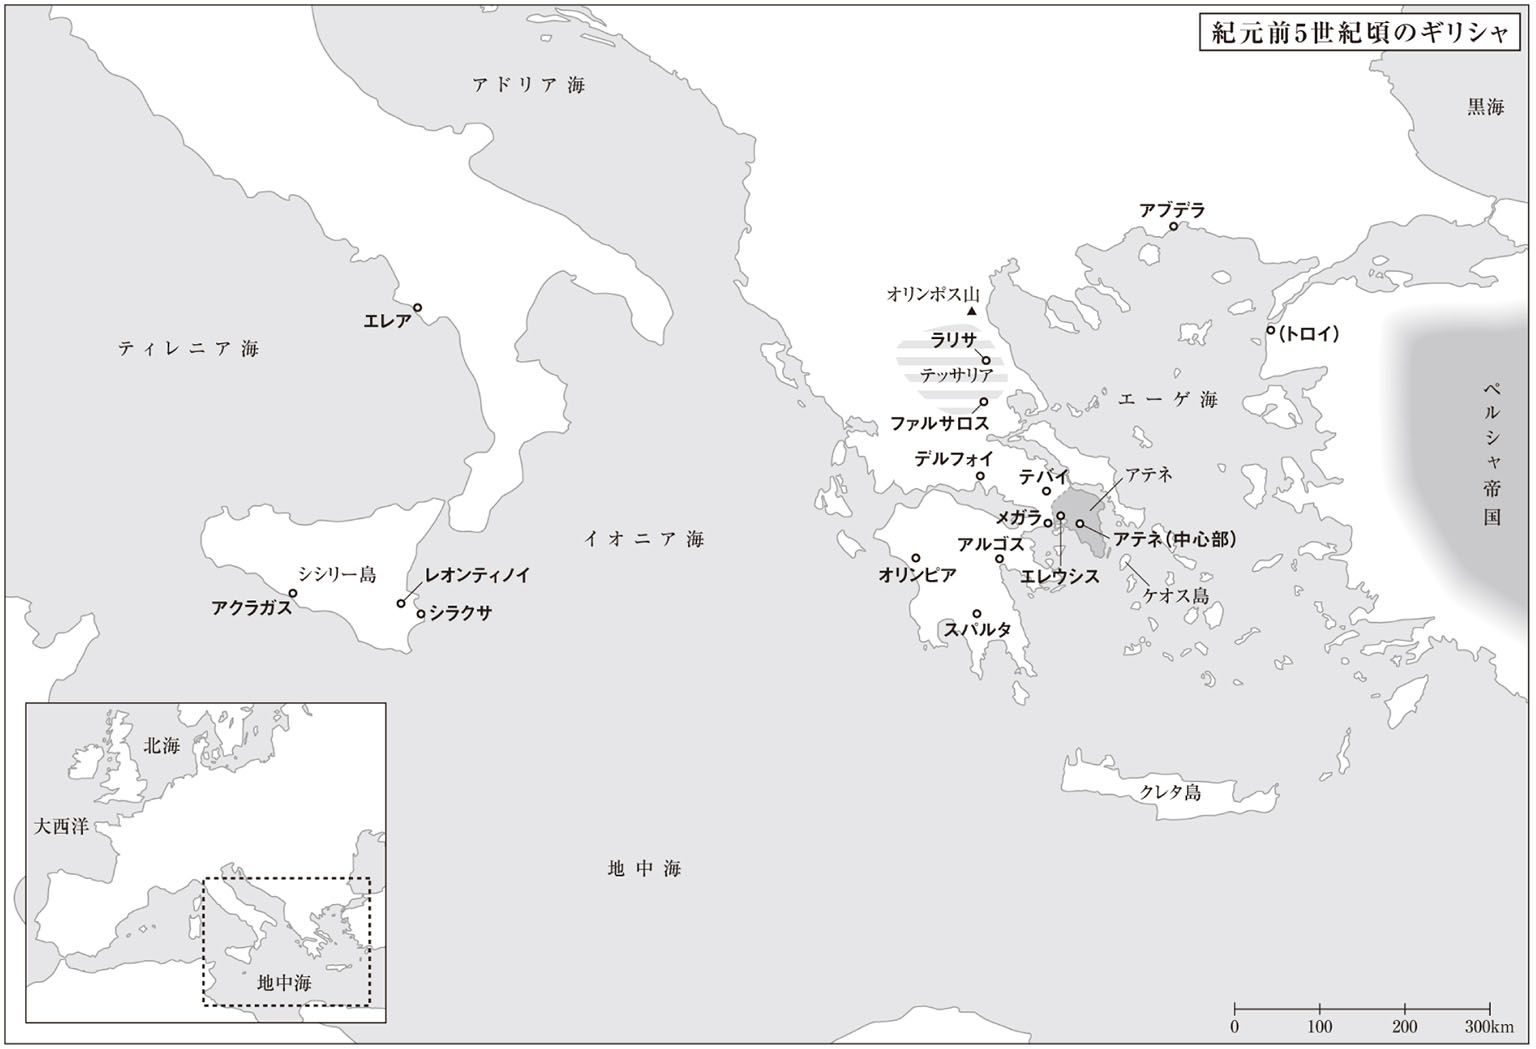 紀元前5世紀頃のギリシャ
アドリア海
黒海
アブデラ
オリンポス山
エレア
ティレニア海
ラリサ
(トロイ)
テッサリア
エーゲ海
ペルシャ帝国
ファルサロス
デルフォイ
テバイ
アテネ
メガラ
アテネ(中心部)
イオニア海
アルゴス
オリンピア
エレウシス
ケオス島
シシリー島
レオンティノイ
アクラガス
シラクサ
スパルタ
北海
大西洋
クレタ島
地中海
地中海
0 100 200 300km